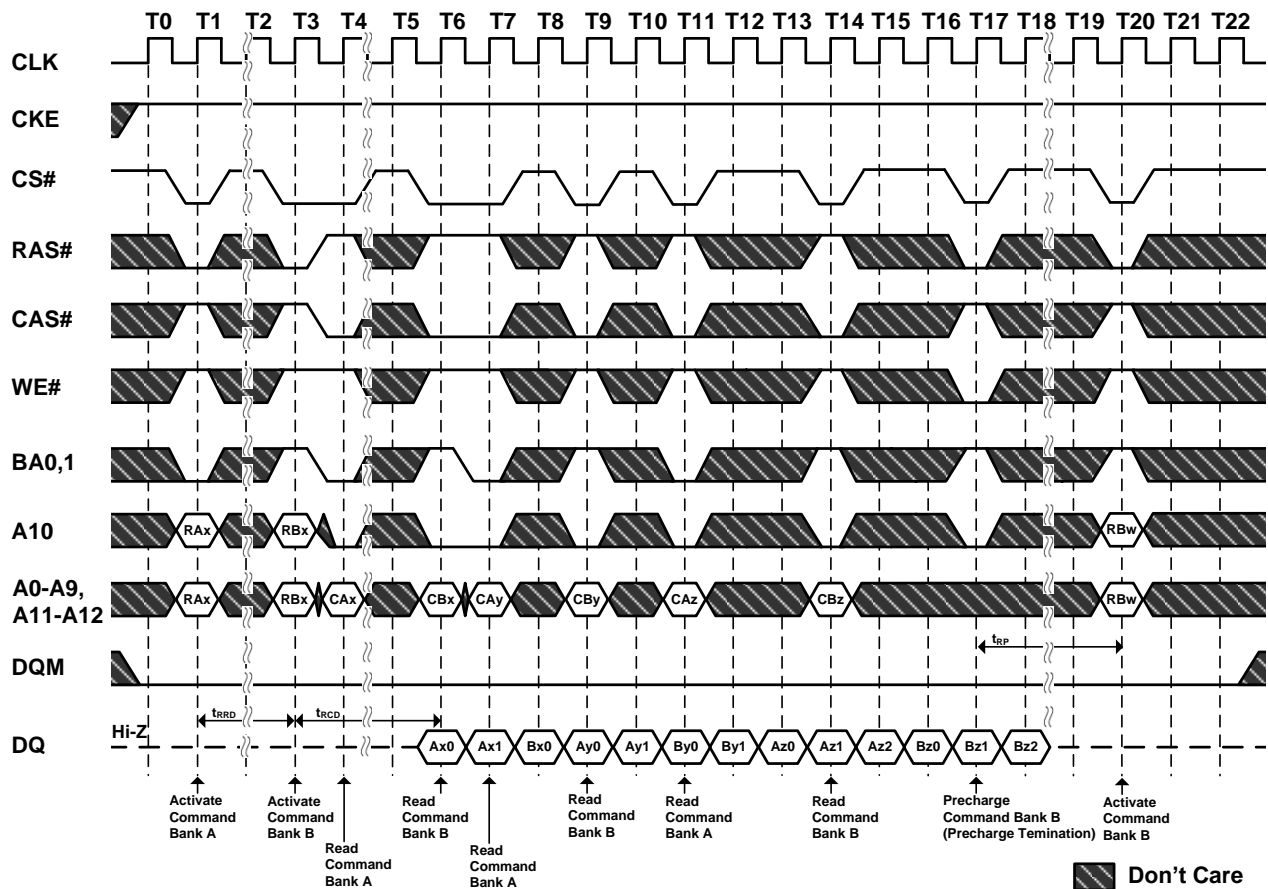 T0 T1 T2 T3 T4 T5 T6 T7 T8 T9 T10 T11 T12 T13 T14 T15 T16 T17 T18 T19 T20 T21 T22
CLK
CKE
CS#
RAS#
CAS#
WE#
BA0,1
A10
RAx RBx RBw
A0-A9,
A11-A12
RAx RBx CAx CBx CAy CBy CAz CBz RBw
tRP
DQM
tRRD tRCD
Hi-Z
DQ
Ax0 Ax1 Bx0 Ay0 Ay1 By0 By1 Az0 Az1 Az2 Bz0 Bz1 Bz2
Activate
Command
Bank A
Activate
Command
Bank B
Read
Command
Bank A
Read
Command
Bank B
Read
Command
Bank A
Read
Command
Bank B
Read
Command
Bank A
Read
Command
Bank B
Precharge
Command Bank B
(Precharge Temination)
Activate
Command
Bank B
Don't Care